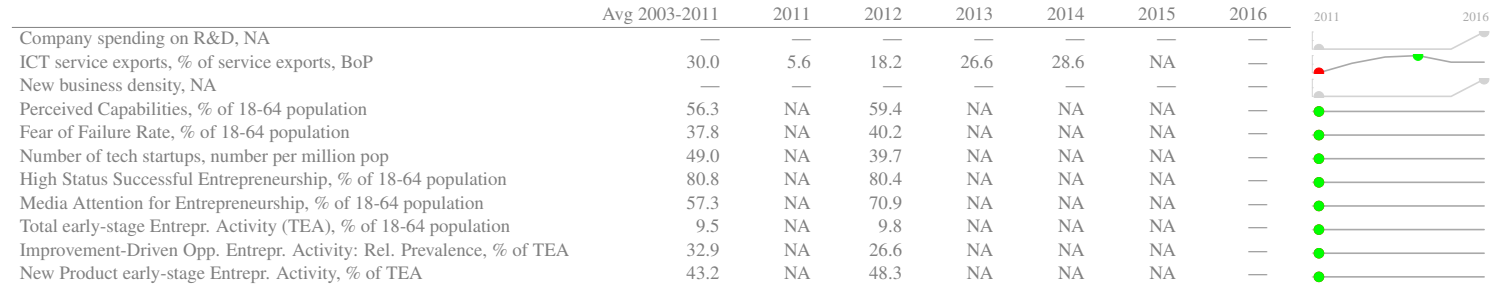 Avg 2003-2011 2011 2012 2013 2014 2015 2016 2011 2016
Company spending on R&D, NA — — — — — — —
ICT service exports, % of service exports, BoP 30.0 5.6 18.2 26.6 28.6 NA —
New business density, NA — — — — — — —
Perceived Capabilities, % of 18-64 population 56.3 NA 59.4 NA NA NA —
Fear of Failure Rate, % of 18-64 population 37.8 NA 40.2 NA NA NA —
Number of tech startups, number per million pop 49.0 NA 39.7 NA NA NA —
High Status Successful Entrepreneurship, % of 18-64 population 80.8 NA 80.4 NA NA NA —
Media Attention for Entrepreneurship, % of 18-64 population 57.3 NA 70.9 NA NA NA —
Total early-stage Entrepr. Activity (TEA), % of 18-64 population 9.5 NA 9.8 NA NA NA —
Improvement-Driven Opp. Entrepr. Activity: Rel. Prevalence, % of TEA 32.9 NA 26.6 NA NA NA —
New Product early-stage Entrepr. Activity, % of TEA 43.2 NA 48.3 NA NA NA —